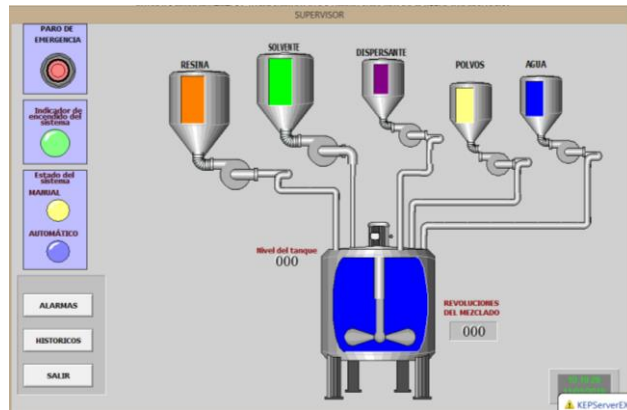 SUPERVISOR
PARO DE
EMERGENCIA
Indicador de
encendido del
sistema
Estado del
sistema
MANUAL
AUTOMÁTICO
ALARMAS
HISTORICOS
SALIR
RESINA
SOLVENTE
DISPERSANTE
POLVOS
AGUA
Nivel del tanque
000
REVOLUCIONES
DEL MEZCLADO
000
KEPServerEX